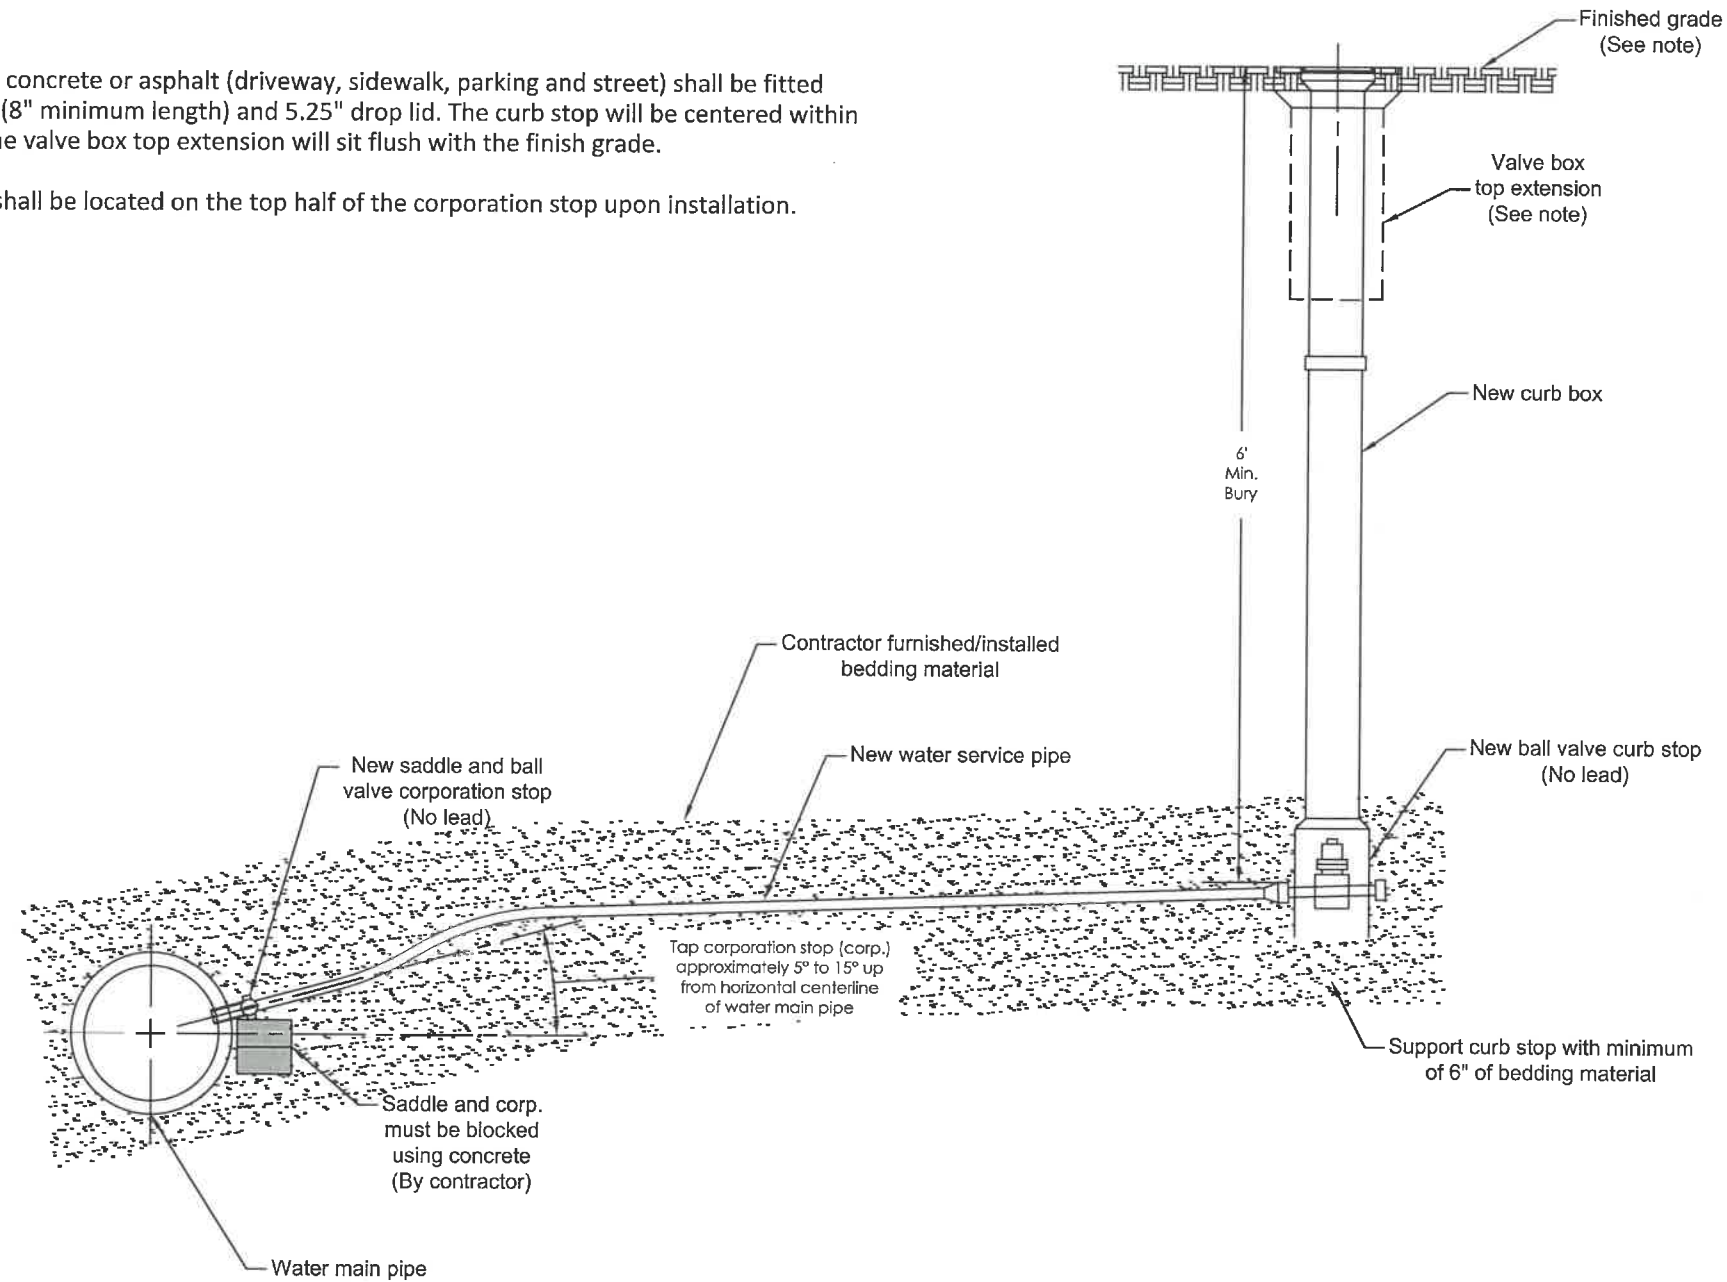 concrete or asphalt (driveway, sidewalk, parking and street) shall be fitted
(8" minimum length) and 5.25" drop lid. The curb stop will be centered within
valve box top extension will sit flush with the finish grade.
shall be located on the top half of the corporation stop upon installation.
Finished grade
(See note)
Valve box
top extension
(See note)
New curb box
6'
Min.
Bury
Contractor furnished/installed
bedding material
New water service pipe
New saddle and ball
valve corporation stop
(No lead)
New ball valve curb stop
(No lead)
Tap corporation stop (corp.)
approximately 5° to 15° up
from horizontal centerline
of water main pipe
Support curb stop with minimum
of 6" of bedding material
Saddle and corp.
must be blocked
using concrete
(By contractor)
Water main pipe